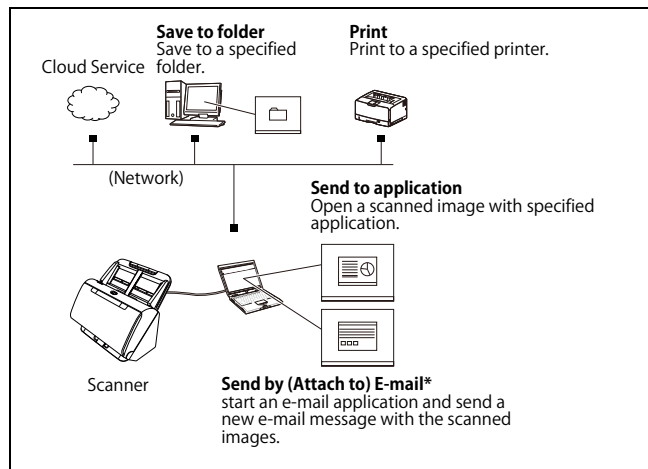 Save to folder
Save to a specified
folder.
Print
Print to a specified printer.
Cloud Service
(Network)
Send to application
Open a scanned image with specified
application.
Scanner
Send by (Attach to) E-mail*
start an e-mail application and send a
new e-mail message with the scanned
images.